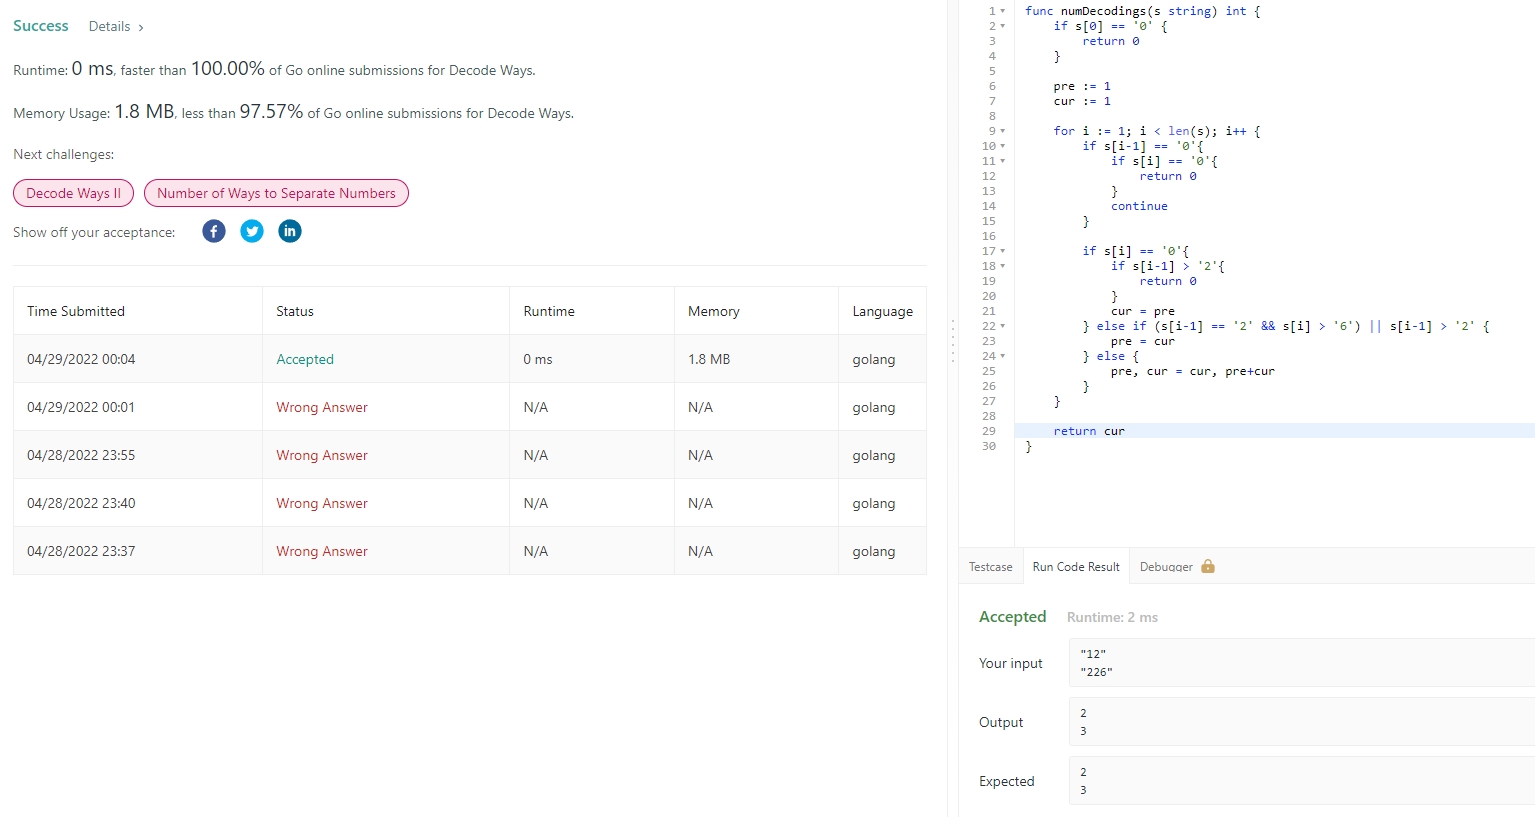 Success Details >
Runtime: 0 ms, faster than 100.00% of Go online submissions for Decode Ways.
Memory Usage: 1.8 MB, less than 97.57% of Go online submissions for Decode Ways.
Next challenges:
Decode Ways II Number of Ways to Separate Numbers
Show off your acceptance: f in
Time Submitted Status Runtime Memory Language
04/29/2022 00:04 Accepted 0 ms 1.8 MB golang
04/29/2022 00:01 Wrong Answer N/A N/A golang
04/28/2022 23:55 Wrong Answer N/A N/A golang
04/28/2022 23:40 Wrong Answer N/A N/A golang
04/28/2022 23:37 Wrong Answer N/A N/A golang
1 func numDecodings(s string) int {
2 if s[0] == '0' {
3 return 0
4 }
5
6 pre := 1
7 cur := 1
8
9 for i := 1; i < len(s); i++ {
10 if s[i-1] == '0'{
11 if s[i] == '0'{
12 return 0
13 }
14 continue
15 }
16
17 if s[i] == '0'{
18 if s[i-1] > '2'{
19 return 0
20 }
21 cur = pre
22 } else if (s[i-1] == '2' && s[i] > '6') || s[i-1] > '2' {
23 pre = cur
24 } else {
25 pre, cur = cur, pre+cur
26 }
27 }
28
29 return cur
30 }
Testcase Run Code Result Debugger
Accepted Runtime: 2 ms
Your input
"12"
"226"
Output
2
3
Expected
2
3